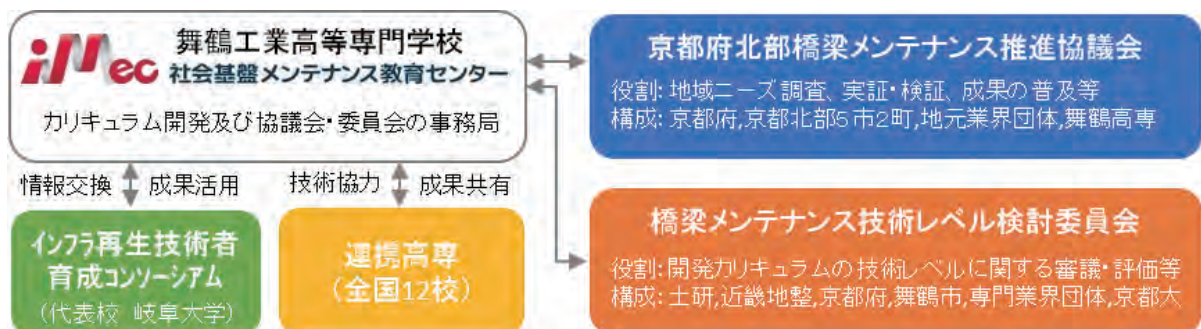 iMec
舞鶴工業高等専門学校
社会基盤メンテナンス教育センター
カリキュラム開発及び協議会・委員会の事務局
情報交換 成果活用
技術協力 成果共有
インフラ再生技術者
育成コンソーシアム
(代表校 岐阜大学)
連携高専
(全国12校)
京都府北部橋梁メンテナンス推進協議会
役割: 地域ニーズ調査、実証・検証、成果の普及等
構成: 京都府,京都北部5市2町,地元業界団体,舞鶴高専
橋梁メンテナンス技術レベル検討委員会
役割:開発カリキュラムの技術レベルに関する審議・評価等
構成:土研,近畿地整,京都府,舞鶴市,専門業界団体,京都大